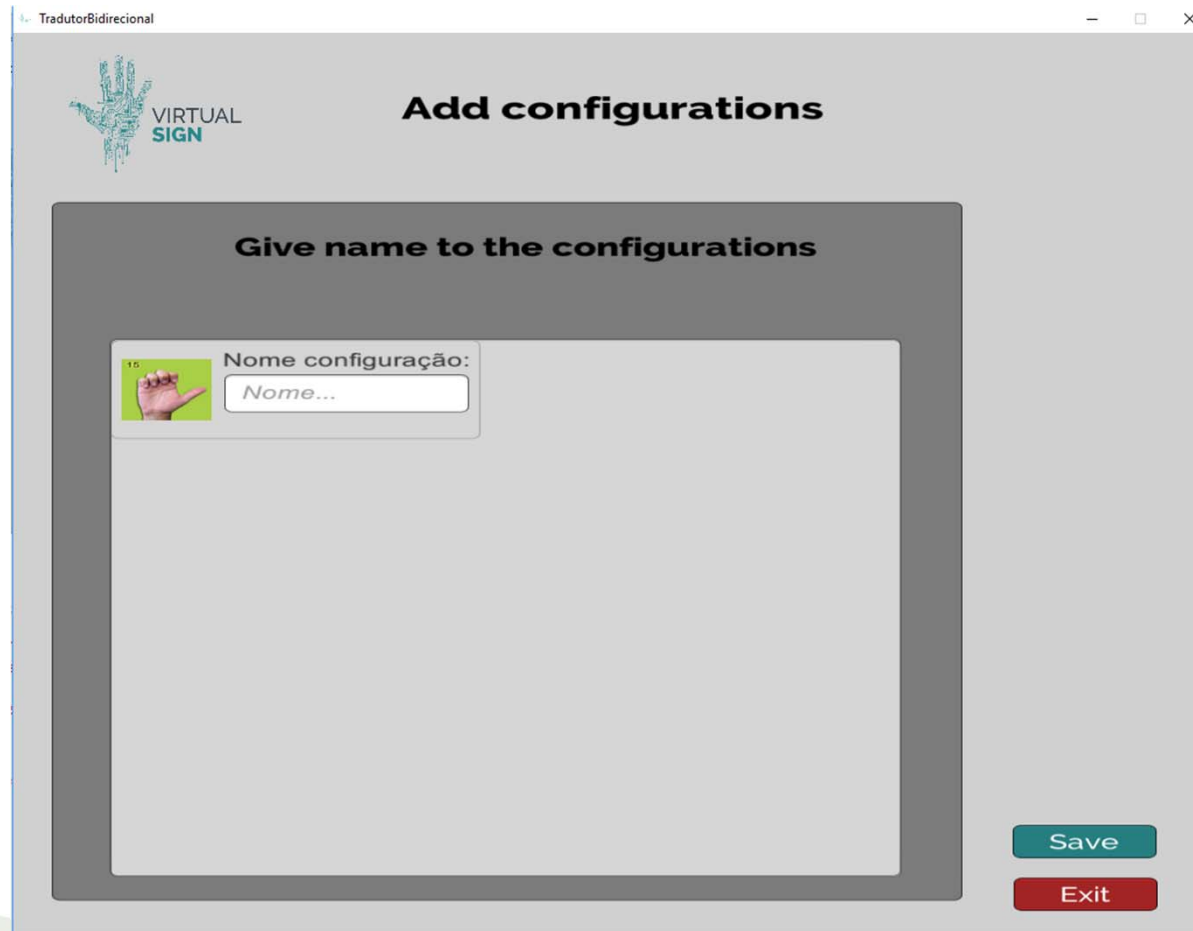 TradutorBidirecional
VIRTUAL
SIGN
Add configurations
Give name to the configurations
15
Nome configuração:
Nome...
Save
Exit